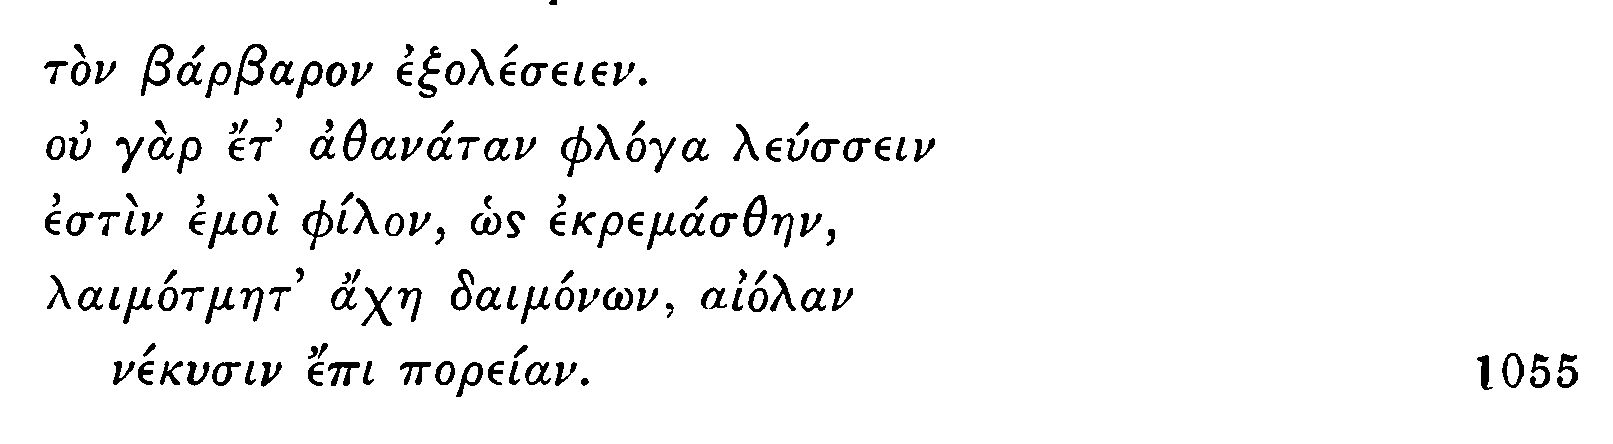 τὸν βάρβαρον ἐξολέσειεν.
οὐ γὰρ ἔτ’ ἀθανάταν φλόγα λεύσσειν
ἐστὶν ἐμοὶ φίλον, ὡς ἐκρεμάσθην,
λαιμότμητ’ ἄχη δαιμόνων, αἰόλαν
νέκυσιν ἔπι πορείαν. 1055